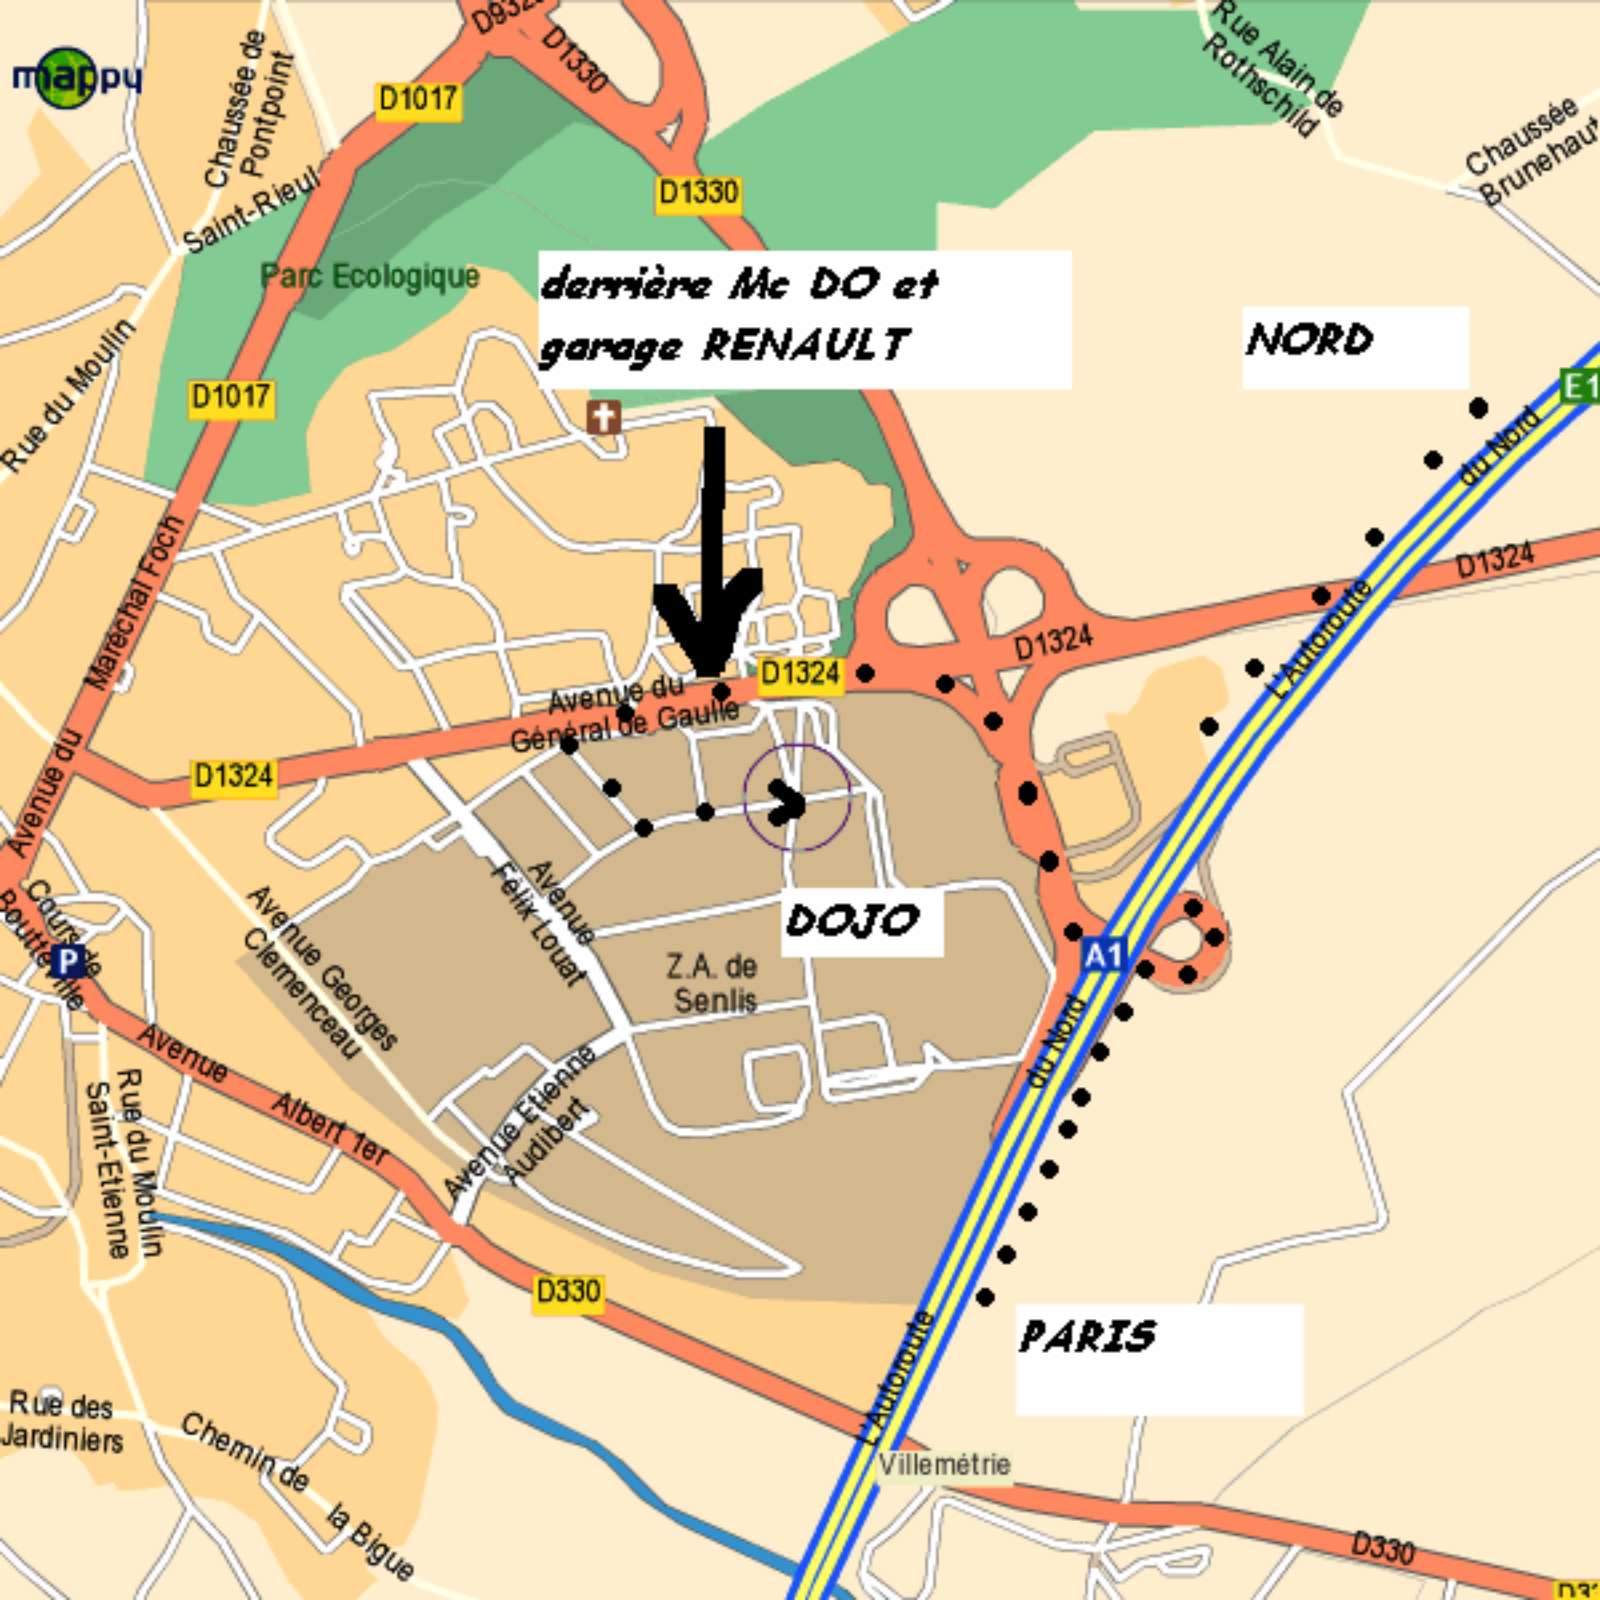 D932
D1330
Rue Alain de
Rothschild
mappy
Chaussée de
Pontpoint
D1017
Chaussée
Brunehaut
D1330
Saint-Rieul
Parc Ecologique
derrière Mc DO et
garage RENAULT
NORD
Rue du Moulin
D1017
E1
du Nord
D1324
L'Autoroute
Avenue du
Maréchal Foch
D1324
D1324
Avenue du
Général de Gaulle
D1324
Avenue
Félix Louat
DOJO
Cours de
Boutteville
P
Avenue Georges
Clemenceau
Z.A. de
Senlis
A1
du Nord
Avenue
Albert 1er
Rue du Moulin
Saint-Etienne
Avenue Etienne
Audibert
D330
PARIS
L'Autoroute
Rue des
Jardiniers
Chemin de
la Bigue
Villemétrie
D330